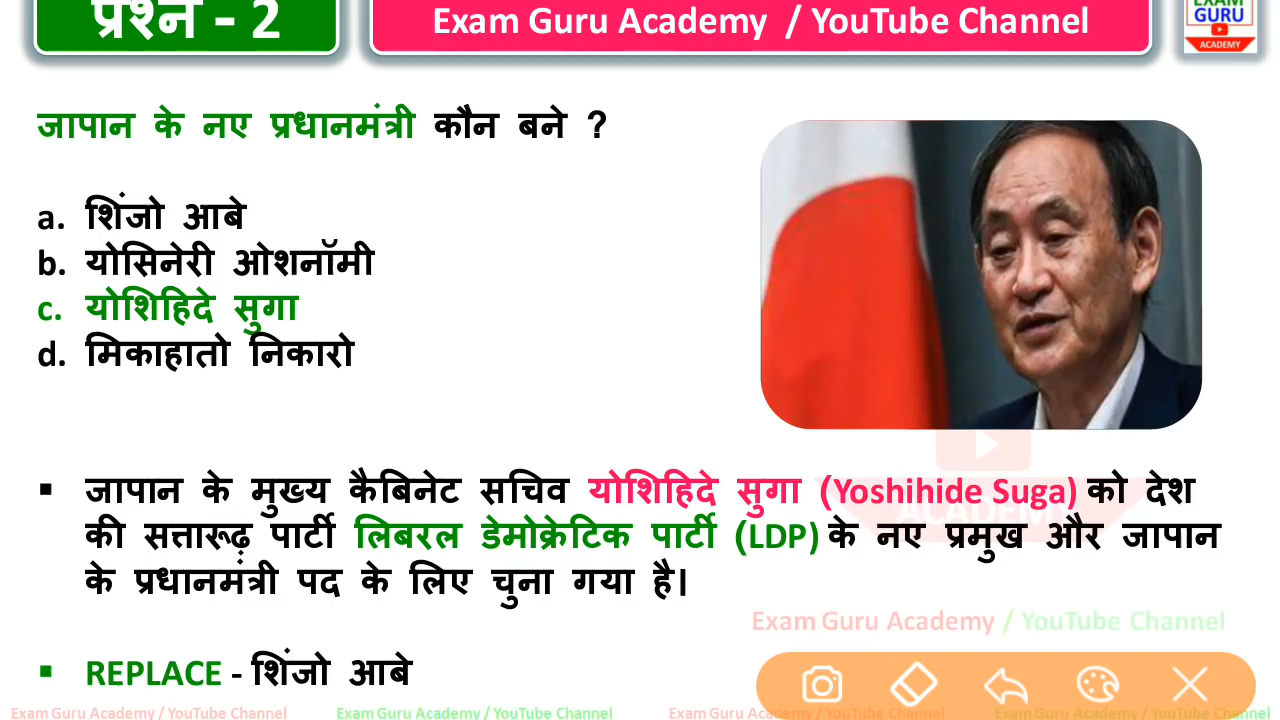 प्रश्न - 2
Exam Guru Academy / YouTube Channel
EXAM
GURU
ACADEMY
जापान के नए प्रधानमंत्री कौन बने ?
a. शिंजो आबे
b. योसिनेरी ओशनॉमी
c. योशिहिदे सुगा
d. मिकाहातो निकारो
▪ जापान के मुख्य कैबिनेट सचिव योशिहिदे सुगा (Yoshihide Suga) को देश
की सत्तारूढ़ पार्टी लिबरल डेमोक्रेटिक पार्टी (LDP) के नए प्रमुख और जापान
के प्रधानमंत्री पद के लिए चुना गया है।
ACADEMY
Exam Guru Academy / YouTube Channel
▪ REPLACE - शिंजो आबे
Exam Guru Academy / YouTube Channel Exam Guru Academy / YouTube Channel Exam Guru Academy / YouTube Channel Exam Guru Academy / YouTube Channel